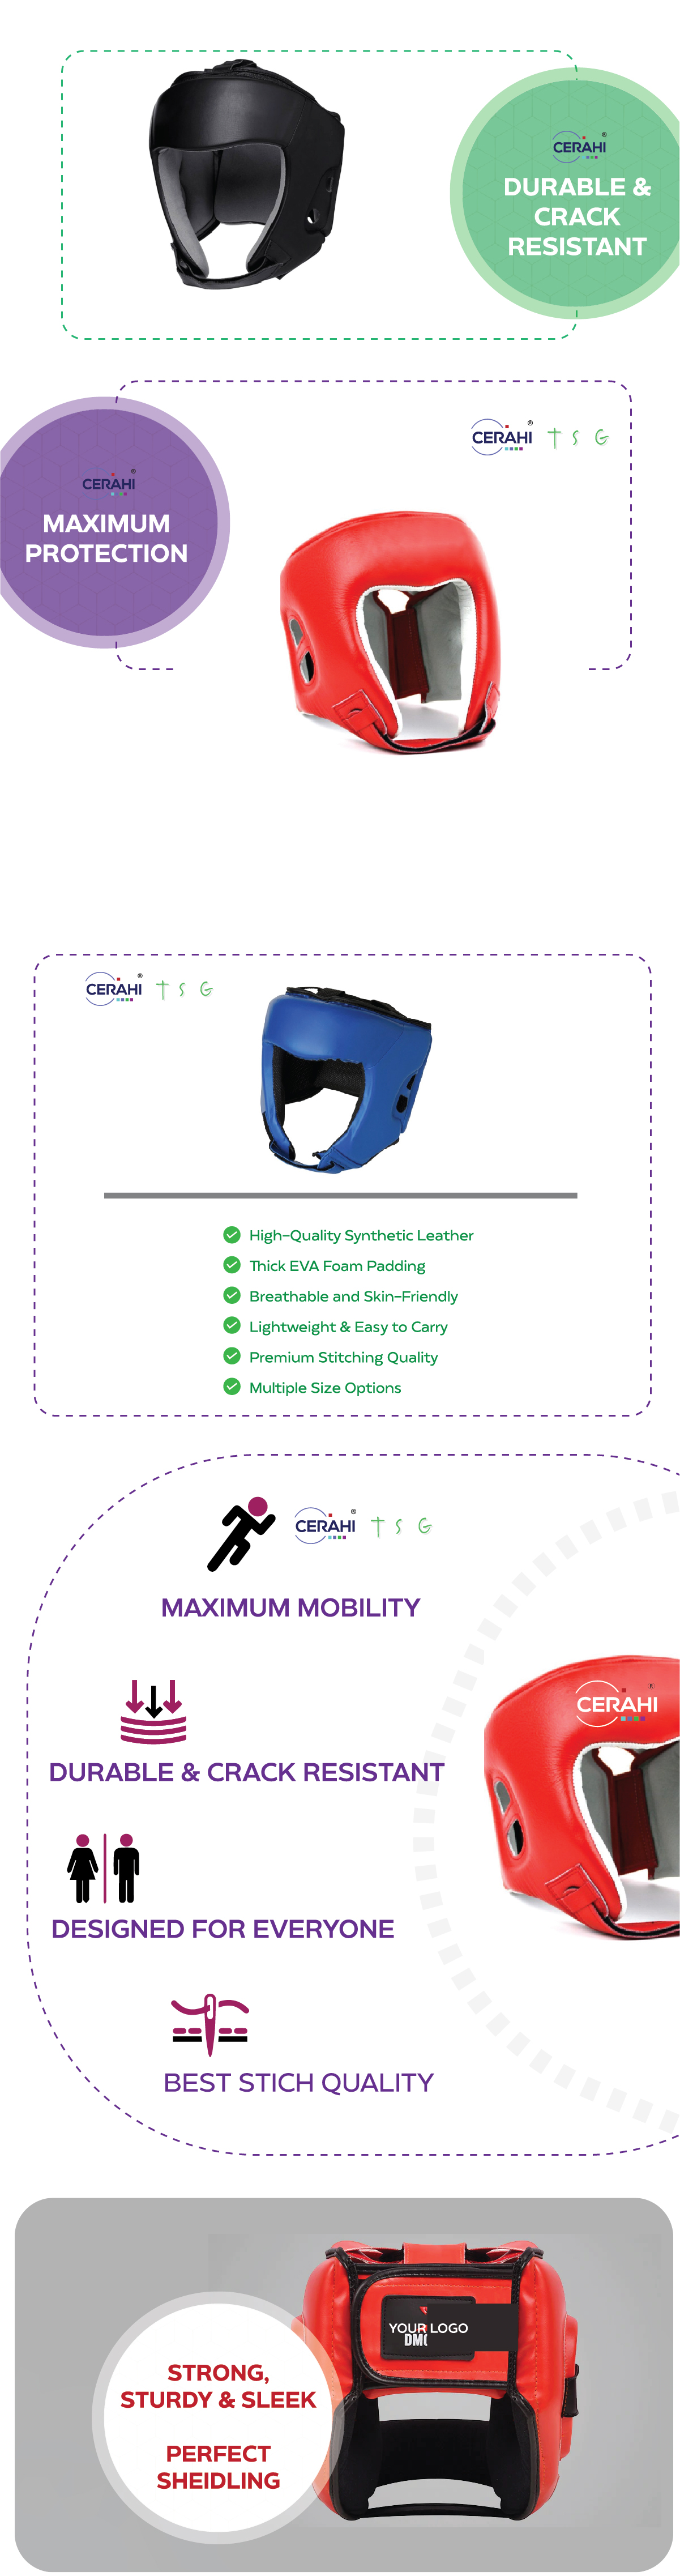 CERAHI ®
DURABLE &
CRACK
RESISTANT
CERAHI ® T S G
CERAHI ®
MAXIMUM
PROTECTION
CERAHI ® T S G
High-Quality Synthetic Leather
Thick EVA Foam Padding
Breathable and Skin-Friendly
Lightweight & Easy to Carry
Premium Stitching Quality
Multiple Size Options
CERAHI ® T S G
MAXIMUM MOBILITY
CERAHI ®
DURABLE & CRACK RESISTANT
DESIGNED FOR EVERYONE
BEST STICH QUALITY
YOUR LOGO
DM
STRONG,
STURDY & SLEEK
PERFECT
SHEIDLING